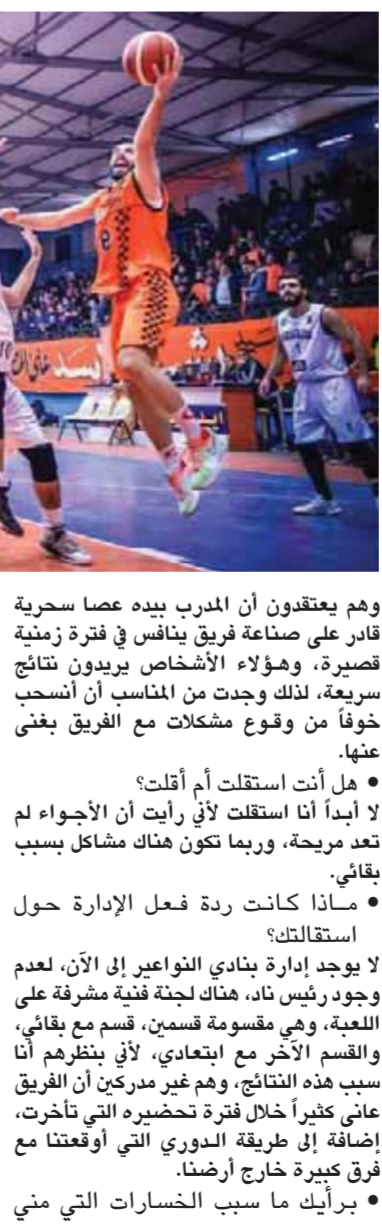 وهم يعتقدون أن المدرب بيده عصا سحرية
قادر على صناعة فريق ينافس في فترة زمنية
قصيرة، وهؤلاء الأشخاص يريدون نتائج
سريعة، لذلك وجدت من المناسب أن أنسحب
خوفاً من وقوع مشكلات مع الفريق بغنى
عنها.
• هل أنت استقلت أم أقلت؟
لا أبداً أنا استقلت لأني رأيت أن الأجواء لم
تعد مريحة، وربما تكون هناك مشاكل بسبب
بقائي.
• ماذا كانت ردة فعل الإدارة حول
استقالتك؟
لا يوجد إدارة بنادي النواعير إلى الآن، لعدم
وجود رئيس ناد، هناك لجنة فنية مشرفة على
اللعبة، وهي مقسومة قسمين، قسم مع بقائي،
والقسم الآخر مع ابتعادي، لأني بنظرهم أنا
سبب هذه النتائج، وهم غير مدركين أن الفريق
عانى كثيراً خلال فترة تحضيره التي تأخرت،
إضافة إلى طريقة الدوري التي أوقعتنا مع
فرق كبيرة خارج أرضنا.
• برأيك ما سبب الخسارات التي مني